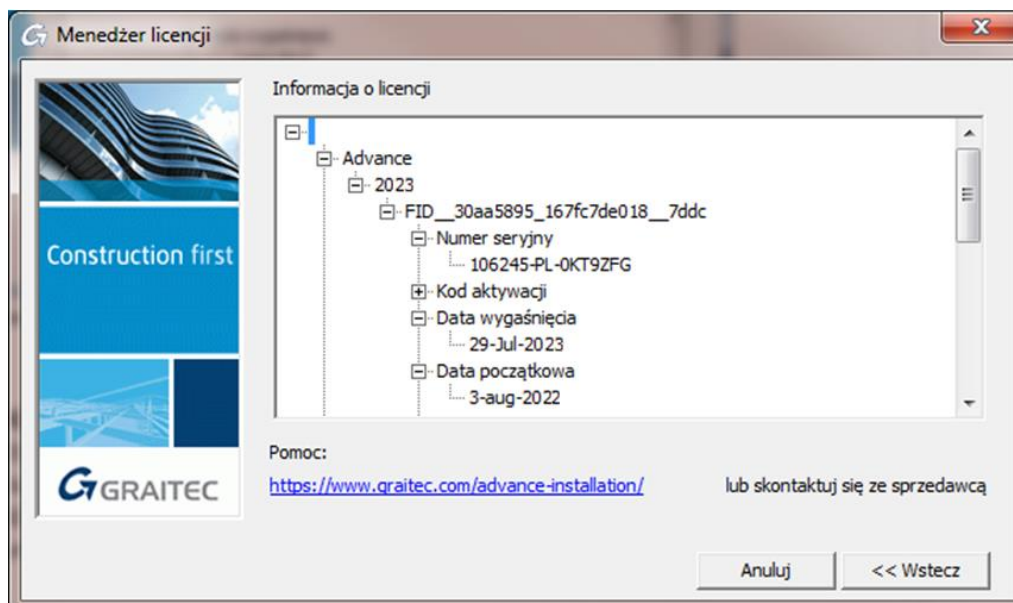 Menedżer licencji
Informacja o licencji
Advance
2023
FID__30aa5895_167fc7de018__7ddc
Numer seryjny
106245-PL-0KT9ZFG
Kod aktywacji
Data wygaśnięcia
29-Jul-2023
Data początkowa
3-aug-2022
Construction first
GRAITEC
Pomoc:
https://www.graitec.com/advance-installation/ lub skontaktuj się ze sprzedawcą
Anuluj << Wstecz